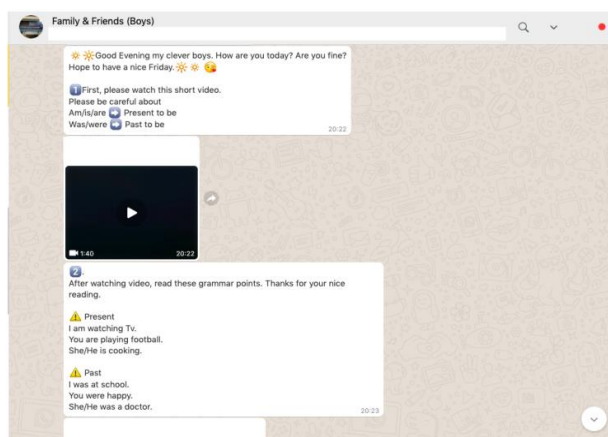 Family & Friends (Boys)
☀️ ☀️Good Evening my clever boys. How are you today? Are you fine?
Hope to have a nice Friday.☀️ ☀️ 😘
1️⃣First, please watch this short video.
Please be careful about
Am/is/are ➡️ Present to be
Was/were ➡️ Past to be
20:22
1:40 20:22
2️⃣.
After watching video, read these grammar points. Thanks for your nice
reading.
⚠️ Present
I am watching Tv.
You are playing football.
She/He is cooking.
⚠️ Past
I was at school.
You were happy.
She/He was a doctor.
20:23